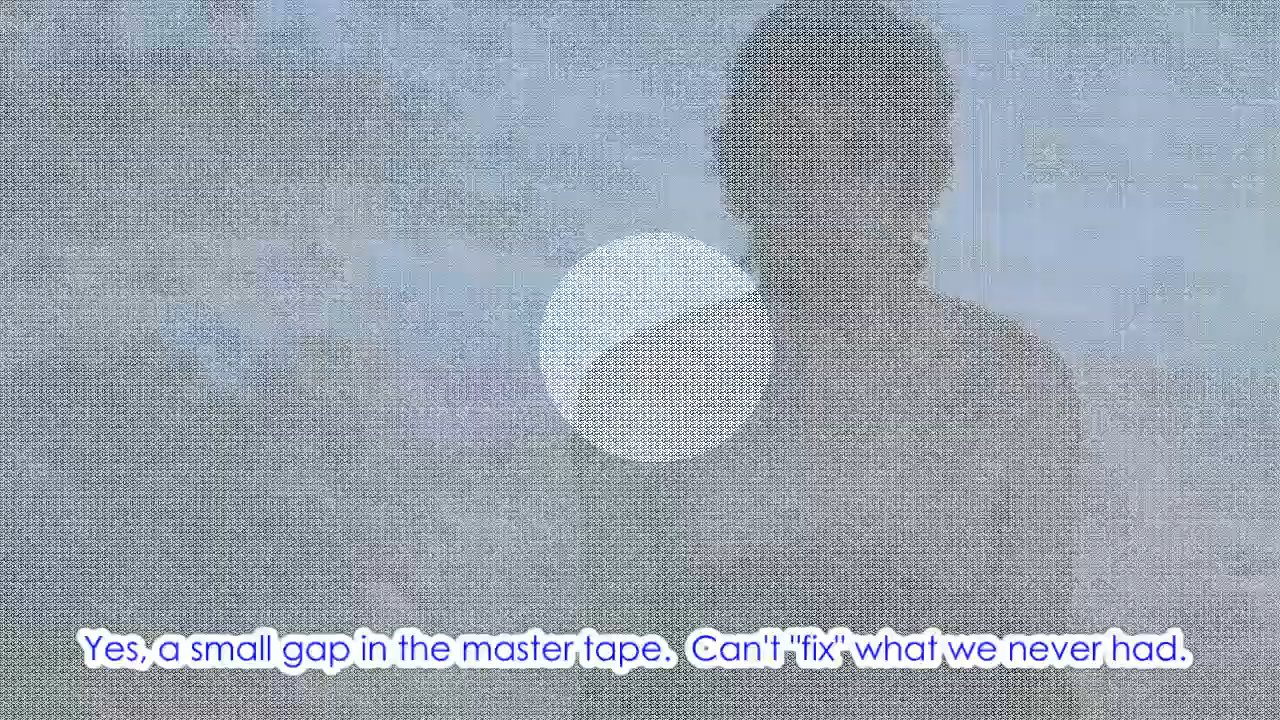 Yes, a small gap in the master tape.  Can't "fix" what we never had.